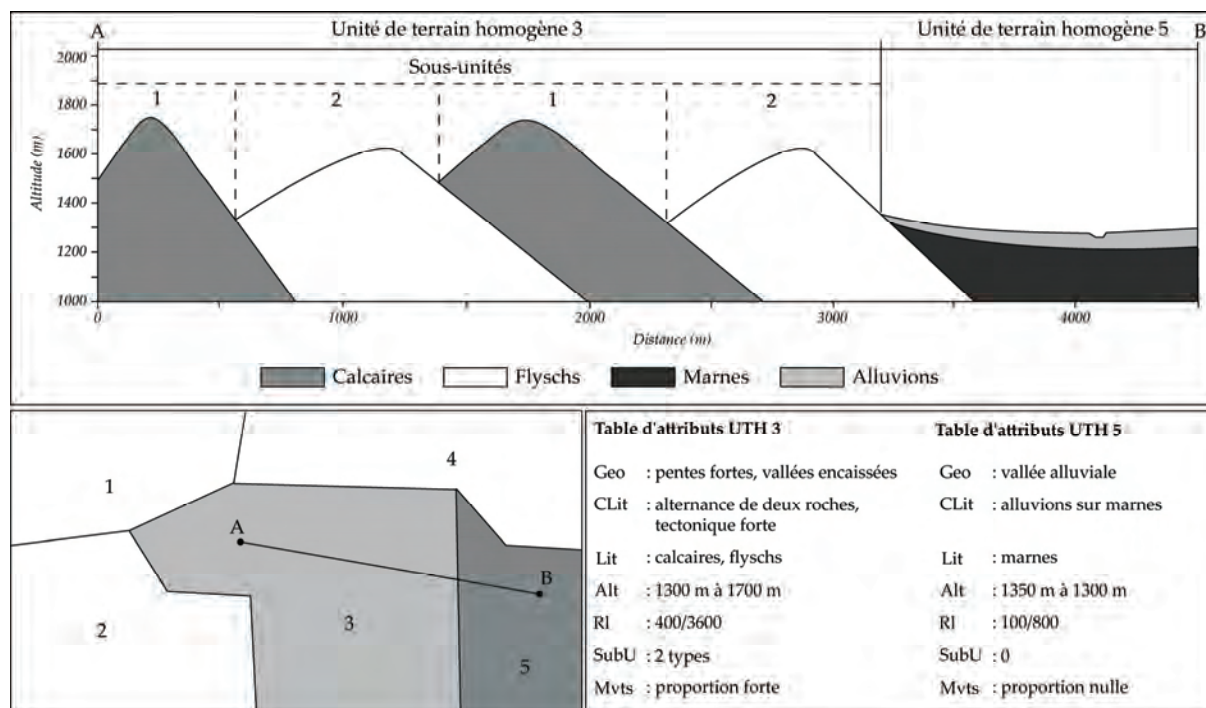 A Unité de terrain homogène 3 Unité de terrain homogène 5 B
Sous-unités
1 2 1 2
Altitude (m)
2000
1800
1600
1400
1200
1000
0 1000 2000 3000 4000
Distance (m)
Calcaires Flyschs Marnes Alluvions
1
2
3
4
5
A
B
Table d'attributs UTH 3
Geo : pentes fortes, vallées encaissées
CLit : alternance de deux roches,
tectonique forte
Lit : calcaires, flyschs
Alt : 1300 m à 1700 m
RI : 400/3600
SubU : 2 types
Mvts : proportion forte
Table d'attributs UTH 5
Geo : vallée alluviale
CLit : alluvions sur marnes
Lit : marnes
Alt : 1350 m à 1300 m
RI : 100/800
SubU : 0
Mvts : proportion nulle